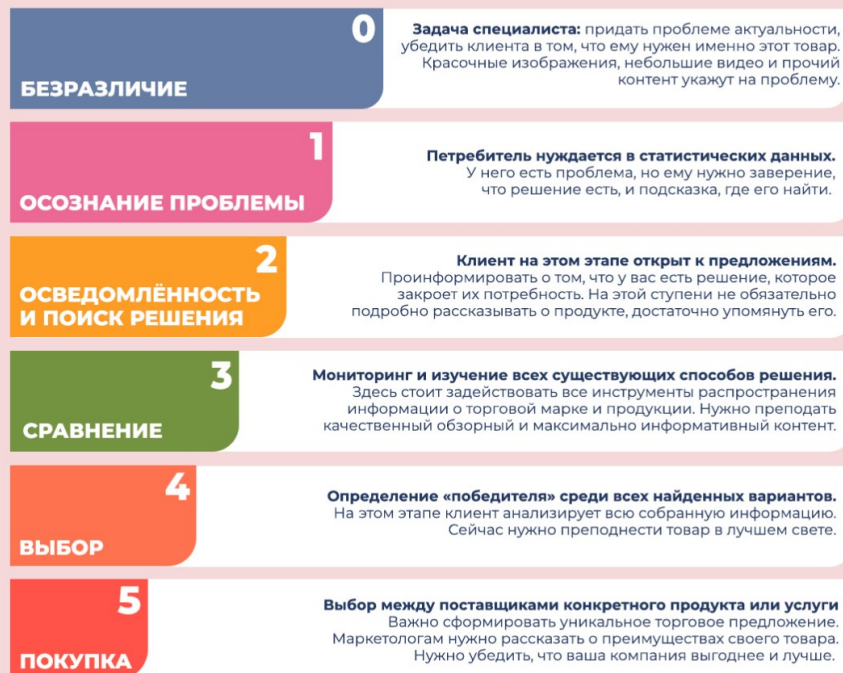 0
БЕЗРАЗЛИЧИЕ
Задача специалиста: придать проблеме актуальности,
убедить клиента в том, что ему нужен именно этот товар.
Красочные изображения, небольшие видео и прочий
контент укажут на проблему.
1
ОСОЗНАНИЕ ПРОБЛЕМЫ
Петребитель нуждается в статистических данных.
У него есть проблема, но ему нужно заверение,
что решение есть, и подсказка, где его найти.
2
ОСВЕДОМЛЁННОСТЬ
И ПОИСК РЕШЕНИЯ
Клиент на этом этапе открыт к предложениям.
Проинформировать о том, что у вас есть решение, которое
закроет их потребность. На этой ступени не обязательно
подробно рассказывать о продукте, достаточно упомянуть его.
3
СРАВНЕНИЕ
Мониторинг и изучение всех существующих способов решения.
Здесь стоит задействовать все инструменты распространения
информации о торговой марке и продукции. Нужно преподать
качественный обзорный и максимально информативный контент.
4
ВЫБОР
Определение «победителя» среди всех найденных вариантов.
На этом этапе клиент анализирует всю собранную информацию.
Сейчас нужно преподнести товар в лучшем свете.
5
ПОКУПКА
Выбор между поставщиками конкретного продукта или услуги
Важно сформировать уникальное торговое предложение.
Маркетологам нужно рассказать о преимуществах своего товара.
Нужно убедить, что ваша компания выгоднее и лучше.